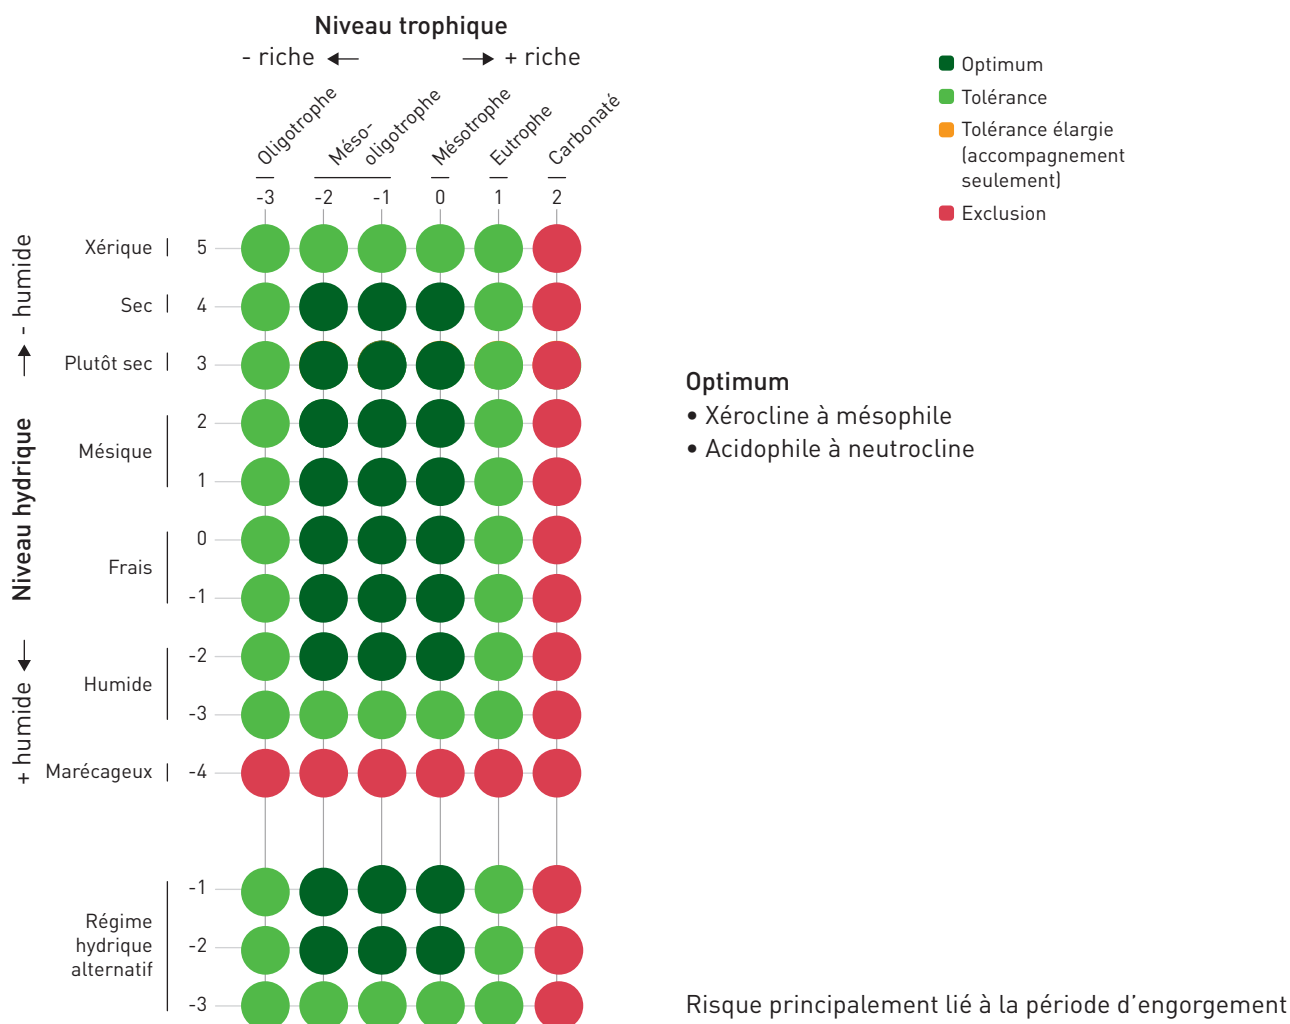 Niveau trophique
- riche
+ riche
Oligotrophe
Méso-
oligotrophe
Mésotrophe
Eutrophe
Carbonaté
-3 -2 -1 0 1 2
Optimum
Tolérance
Tolérance élargie
(accompagnement
seulement)
Exclusion
Niveau hydrique
- humide
+ humide
Xérique 5
Sec 4
Plutôt sec 3
2
Mésique
1
0
Frais
-1
-2
Humide
-3
Marécageux -4
-1
Régime
hydrique
alternatif
-2
-3
Optimum
• Xérocline à mésophile
• Acidophile à neutrocline
Risque principalement lié à la période d'engorgement